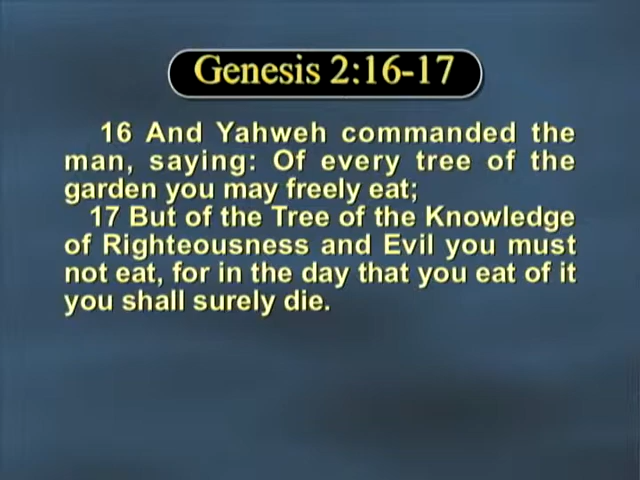 Genesis 2:16-17
16 And Yahweh commanded the
man, saying: Of every tree of the
garden you may freely eat;
17 But of the Tree of the Knowledge
of Righteousness and Evil you must
not eat, for in the day that you eat of it
you shall surely die.